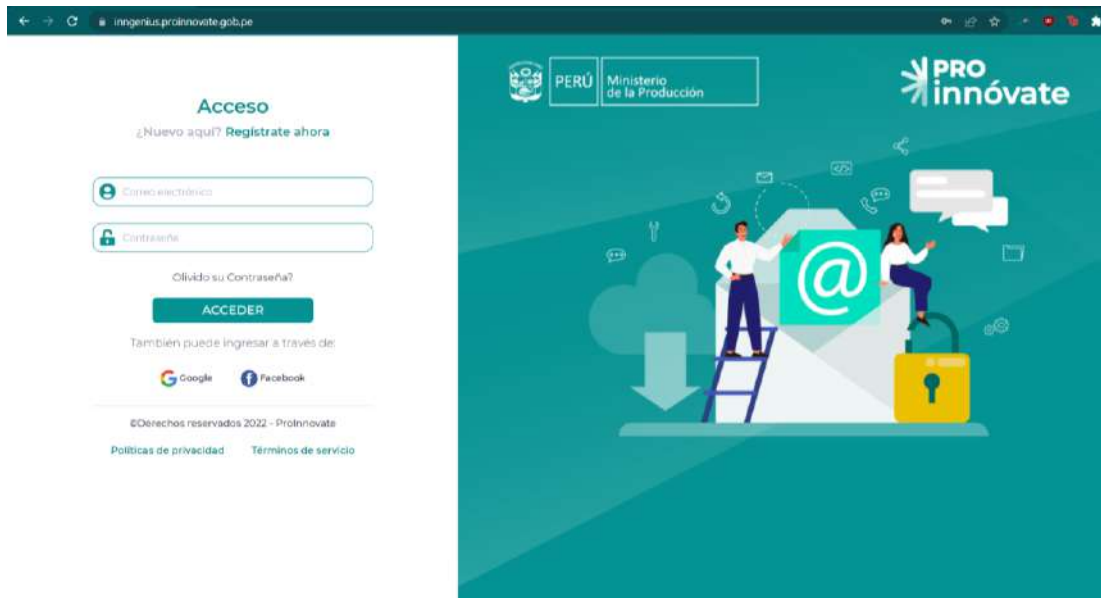 inngenius.proinnovate.gob.pe
Acceso
¿Nuevo aquí? Regístrate ahora
Correo electrónico
Contraseña
Olivido su Contraseña?
ACCEDER
También puede ingresar a través de:
Google
Facebook
©Derechos reservados 2022 - ProInnovate
Políticas de privacidad
Términos de servicio
PERÚ
Ministerio
de la Producción
PRO
innóvate
@